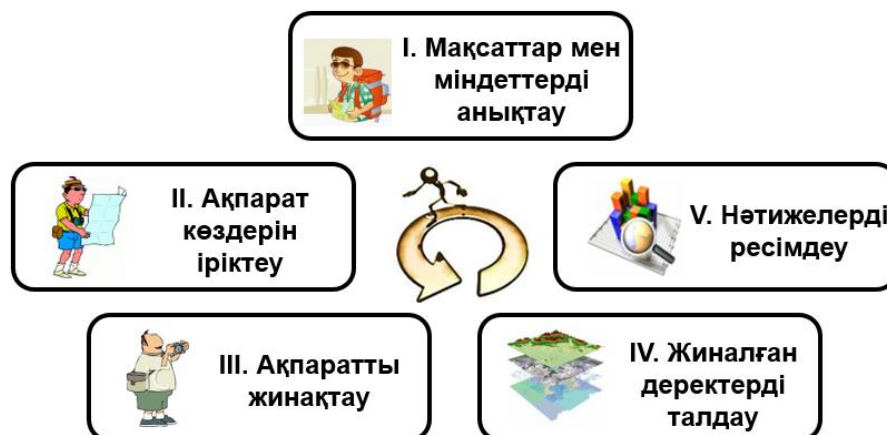 I. Мақсаттар мен
міндеттерді
анықтау
II. Ақпарат
көздерін
іріктеу
III. Ақпаратты
жинақтау
IV. Жиналған
деректерді
талдау
V. Нәтижелерді
ресімдеу